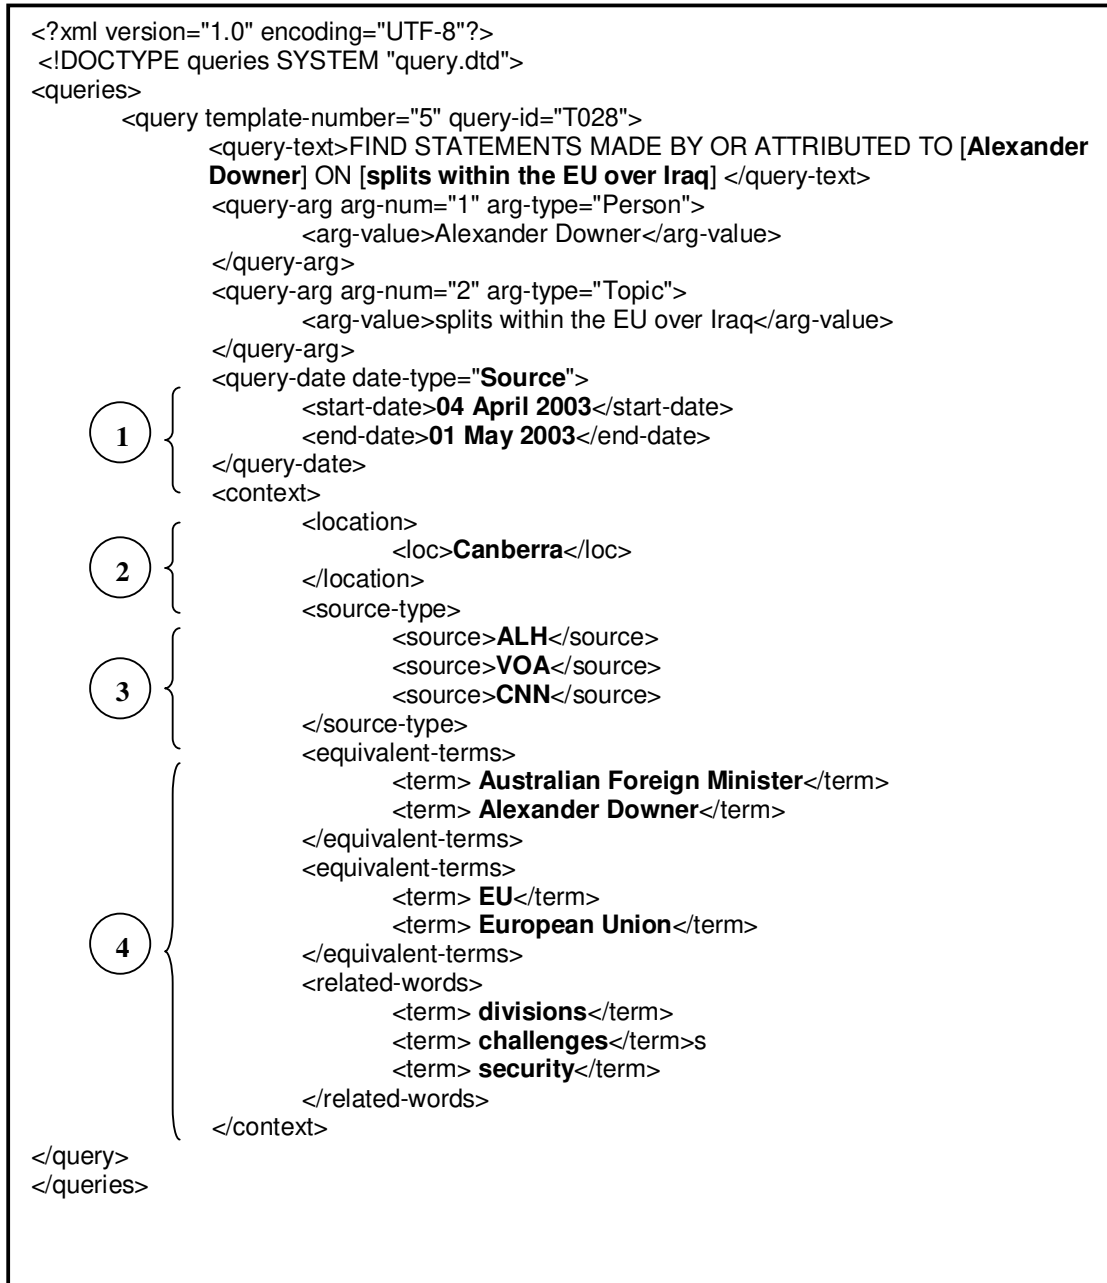 <?xml version="1.0" encoding="UTF-8"?>
<!DOCTYPE queries SYSTEM "query.dtd">
<queries>
<query template-number="5" query-id="T028">
<query-text>FIND STATEMENTS MADE BY OR ATTRIBUTED TO [Alexander
Downer] ON [splits within the EU over Iraq] </query-text>
<query-arg arg-num="1" arg-type="Person">
<arg-value>Alexander Downer</arg-value>
</query-arg>
<query-arg arg-num="2" arg-type="Topic">
<arg-value>splits within the EU over Iraq</arg-value>
</query-arg>
<query-date date-type="Source">
<start-date>04 April 2003</start-date>
1
<end-date>01 May 2003</end-date>
</query-date>
<context>
<location>
<loc>Canberra</loc>
2
</location>
<source-type>
<source>ALH</source>
<source>VOA</source>
3
<source>CNN</source>
</source-type>
<equivalent-terms>
<term> Australian Foreign Minister</term>
<term> Alexander Downer</term>
</equivalent-terms>
<equivalent-terms>
<term> EU</term>
<term> European Union</term>
4
</equivalent-terms>
<related-words>
<term> divisions</term>
<term> challenges</term>s
<term> security</term>
</related-words>
</context>
</query>
</queries>